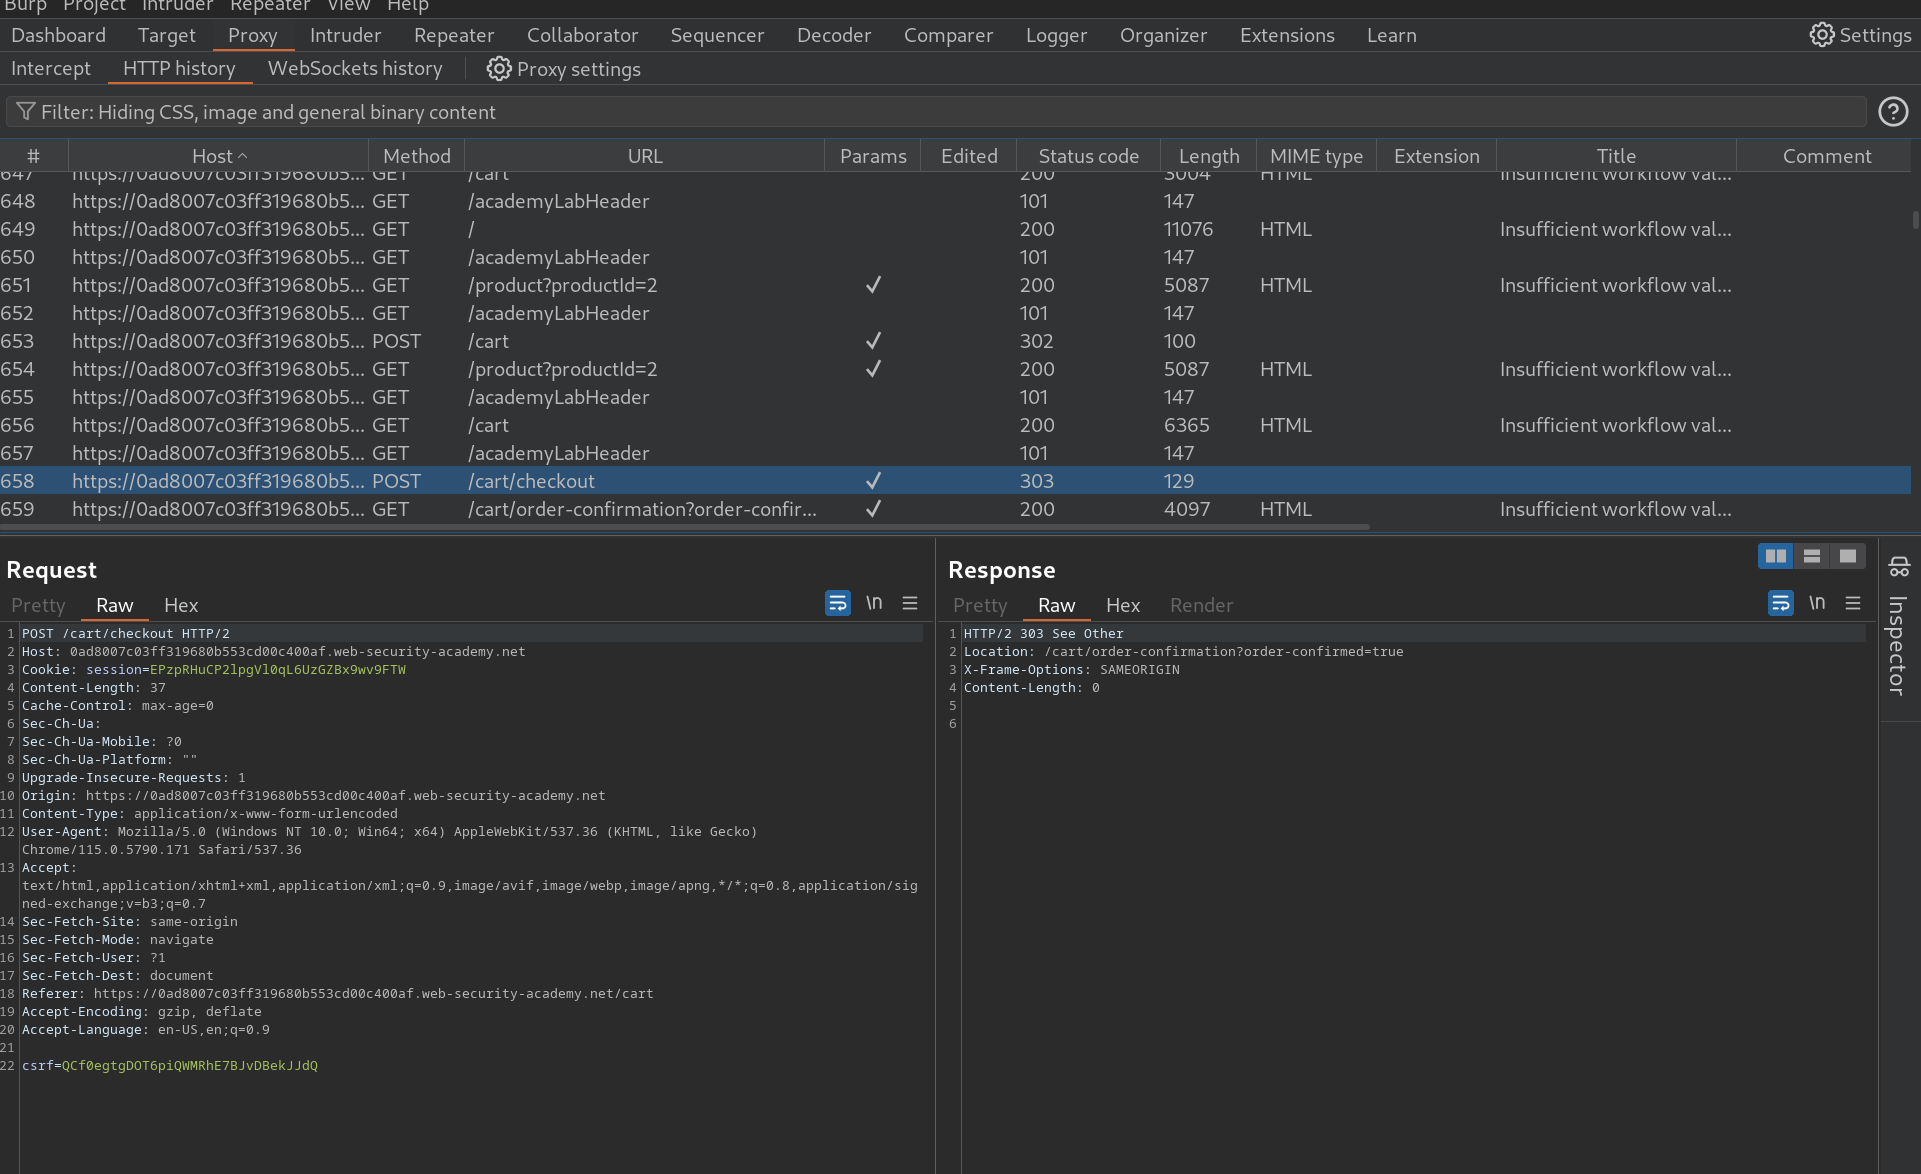 Burp Project Intruder Repeater View Help
Dashboard Target Proxy Intruder Repeater Collaborator Sequencer Decoder Comparer Logger Organizer Extensions Learn Settings
Intercept HTTP history WebSockets history Proxy settings
Filter: Hiding CSS, image and general binary content ?
# Host Method URL Params Edited Status code Length MIME type Extension Title Comment
647 https://0ad8007c03ff319680b5... GET /cart 200 3004 HTML Insufficient workflow val...
648 https://0ad8007c03ff319680b5... GET /academyLabHeader 101 147
649 https://0ad8007c03ff319680b5... GET / 200 11076 HTML Insufficient workflow val...
650 https://0ad8007c03ff319680b5... GET /academyLabHeader 101 147
651 https://0ad8007c03ff319680b5... GET /product?productId=2 ✓ 200 5087 HTML Insufficient workflow val...
652 https://0ad8007c03ff319680b5... GET /academyLabHeader 101 147
653 https://0ad8007c03ff319680b5... POST /cart ✓ 302 100
654 https://0ad8007c03ff319680b5... GET /product?productId=2 ✓ 200 5087 HTML Insufficient workflow val...
655 https://0ad8007c03ff319680b5... GET /academyLabHeader 101 147
656 https://0ad8007c03ff319680b5... GET /cart 200 6365 HTML Insufficient workflow val...
657 https://0ad8007c03ff319680b5... GET /academyLabHeader 101 147
658 https://0ad8007c03ff319680b5... POST /cart/checkout ✓ 303 129
659 https://0ad8007c03ff319680b5... GET /cart/order-confirmation?order-confir... ✓ 200 4097 HTML Insufficient workflow val...
Request
Pretty Raw Hex \n
1 POST /cart/checkout HTTP/2
2 Host: 0ad8007c03ff319680b553cd00c400af.web-security-academy.net
3 Cookie: session=EPzpRHuCP2lpgVl0qL6UzGZBx9wv9FTW
4 Content-Length: 37
5 Cache-Control: max-age=0
6 Sec-Ch-Ua:
7 Sec-Ch-Ua-Mobile: ?0
8 Sec-Ch-Ua-Platform: ""
9 Upgrade-Insecure-Requests: 1
10 Origin: https://0ad8007c03ff319680b553cd00c400af.web-security-academy.net
11 Content-Type: application/x-www-form-urlencoded
12 User-Agent: Mozilla/5.0 (Windows NT 10.0; Win64; x64) AppleWebKit/537.36 (KHTML, like Gecko)
Chrome/115.0.5790.171 Safari/537.36
13 Accept:
text/html,application/xhtml+xml,application/xml;q=0.9,image/avif,image/webp,image/apng,*/*;q=0.8,application/sig
ned-exchange;v=b3;q=0.7
14 Sec-Fetch-Site: same-origin
15 Sec-Fetch-Mode: navigate
16 Sec-Fetch-User: ?1
17 Sec-Fetch-Dest: document
18 Referer: https://0ad8007c03ff319680b553cd00c400af.web-security-academy.net/cart
19 Accept-Encoding: gzip, deflate
20 Accept-Language: en-US,en;q=0.9
21
22 csrf=QCf0egtgDOT6piQWMRhE7BJvDBekJJdQ
Response
Pretty Raw Hex Render \n
1 HTTP/2 303 See Other
2 Location: /cart/order-confirmation?order-confirmed=true
3 X-Frame-Options: SAMEORIGIN
4 Content-Length: 0
5
6
Inspector